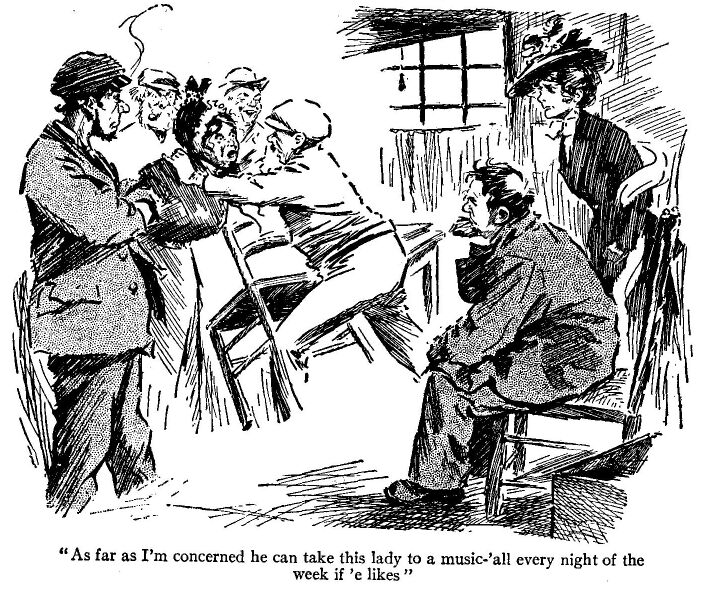 "As far as I'm concerned he can take this lady to a music-'all every night of the
week if 'e likes"